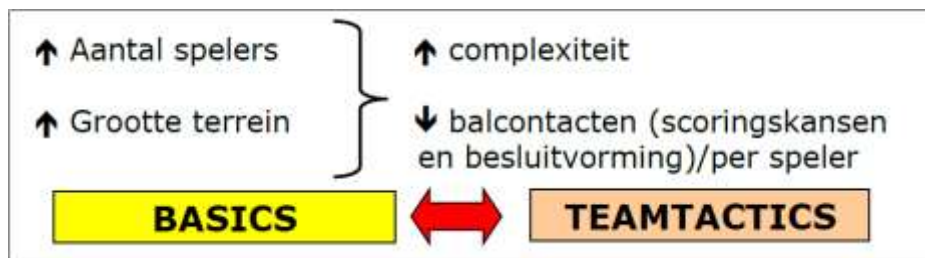 ↑ Aantal spelers
↑ Grootte terrein
↑ complexiteit
↓ balcontacten (scoringskansen
en besluitvorming)/per speler
BASICS
TEAMTACTICS